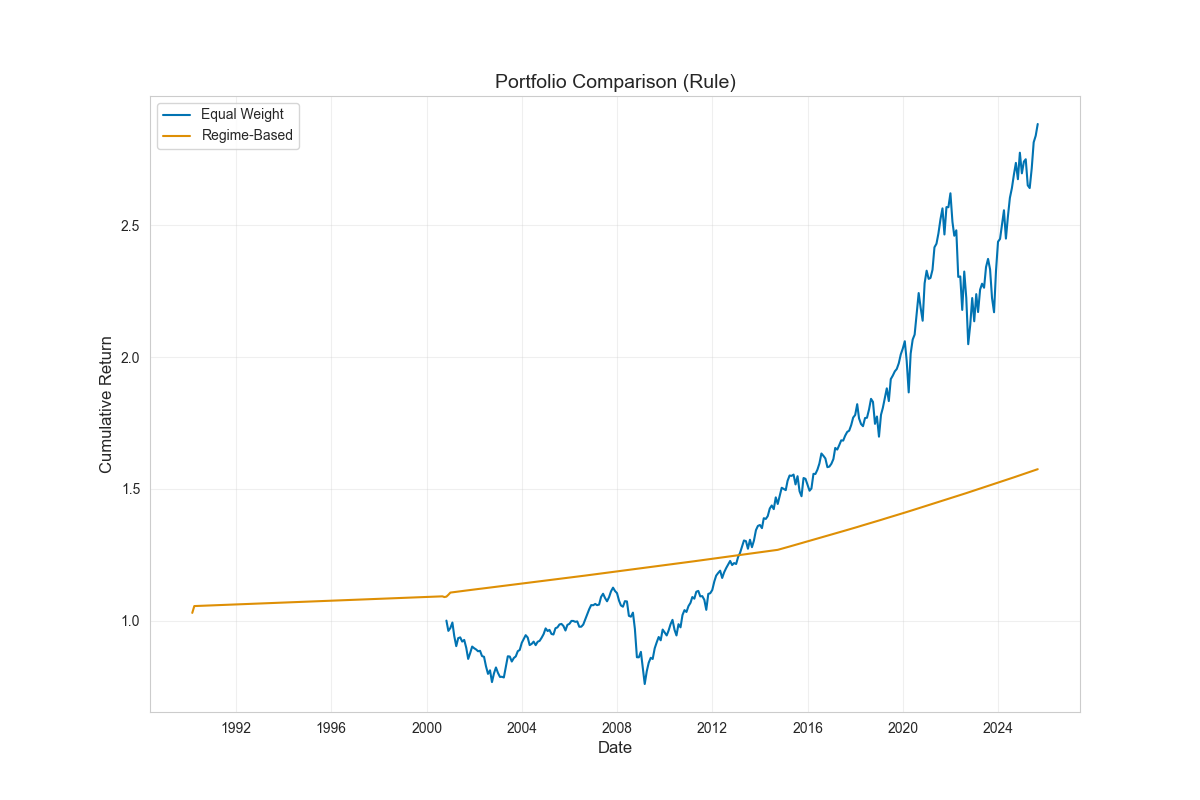 Portfolio Comparison (Rule)
Equal Weight
Regime-Based
Cumulative Return
2.5
2.0
1.5
1.0
1992 1996 2000 2004 2008 2012 2016 2020 2024
Date